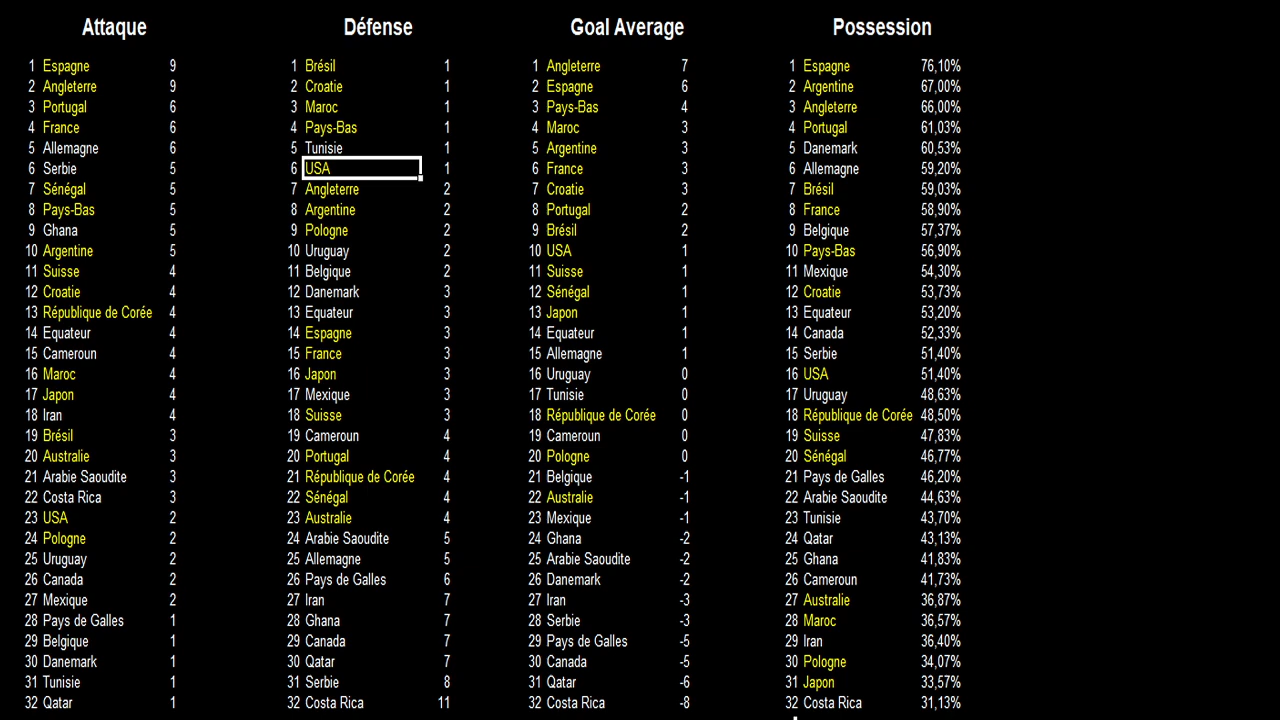 Attaque Défense Goal Average Possession
1 Espagne 9 1 Brésil 1 1 Angleterre 7 1 Espagne 76,10%
2 Angleterre 9 2 Croatie 1 2 Espagne 6 2 Argentine 67,00%
3 Portugal 6 3 Maroc 1 3 Pays-Bas 4 3 Angleterre 66,00%
4 France 6 4 Pays-Bas 1 4 Maroc 3 4 Portugal 61,03%
5 Allemagne 6 5 Tunisie 1 5 Argentine 3 5 Danemark 60,53%
6 Serbie 5 6 USA 1 6 France 3 6 Allemagne 59,20%
7 Sénégal 5 7 Angleterre 2 7 Croatie 3 7 Brésil 59,03%
8 Pays-Bas 5 8 Argentine 2 8 Portugal 2 8 France 58,90%
9 Ghana 5 9 Pologne 2 9 Brésil 2 9 Belgique 57,37%
10 Argentine 5 10 Uruguay 2 10 USA 1 10 Pays-Bas 56,90%
11 Suisse 4 11 Belgique 2 11 Suisse 1 11 Mexique 54,30%
12 Croatie 4 12 Danemark 3 12 Sénégal 1 12 Croatie 53,73%
13 République de Corée 4 13 Equateur 3 13 Japon 1 13 Equateur 53,20%
14 Equateur 4 14 Espagne 3 14 Equateur 1 14 Canada 52,33%
15 Cameroun 4 15 France 3 15 Allemagne 1 15 Serbie 51,40%
16 Maroc 4 16 Japon 3 16 Uruguay 0 16 USA 51,40%
17 Japon 4 17 Mexique 3 17 Tunisie 0 17 Uruguay 48,63%
18 Iran 4 18 Suisse 3 18 République de Corée 0 18 République de Corée 48,50%
19 Brésil 3 19 Cameroun 4 19 Cameroun 0 19 Suisse 47,83%
20 Australie 3 20 Portugal 4 20 Pologne 0 20 Sénégal 46,77%
21 Arabie Saoudite 3 21 République de Corée 4 21 Belgique -1 21 Pays de Galles 46,20%
22 Costa Rica 3 22 Sénégal 4 22 Australie -1 22 Arabie Saoudite 44,63%
23 USA 2 23 Australie 4 23 Mexique -1 23 Tunisie 43,70%
24 Pologne 2 24 Arabie Saoudite 5 24 Ghana -2 24 Qatar 43,13%
25 Uruguay 2 25 Allemagne 5 25 Arabie Saoudite -2 25 Ghana 41,83%
26 Canada 2 26 Pays de Galles 6 26 Danemark -2 26 Cameroun 41,73%
27 Mexique 2 27 Iran 7 27 Iran -3 27 Australie 36,87%
28 Pays de Galles 1 28 Ghana 7 28 Serbie -3 28 Maroc 36,57%
29 Belgique 1 29 Canada 7 29 Pays de Galles -5 29 Iran 36,40%
30 Danemark 1 30 Qatar 7 30 Canada -5 30 Pologne 34,07%
31 Tunisie 1 31 Serbie 8 31 Qatar -6 31 Japon 33,57%
32 Qatar 1 32 Costa Rica 11 32 Costa Rica -8 32 Costa Rica 31,13%